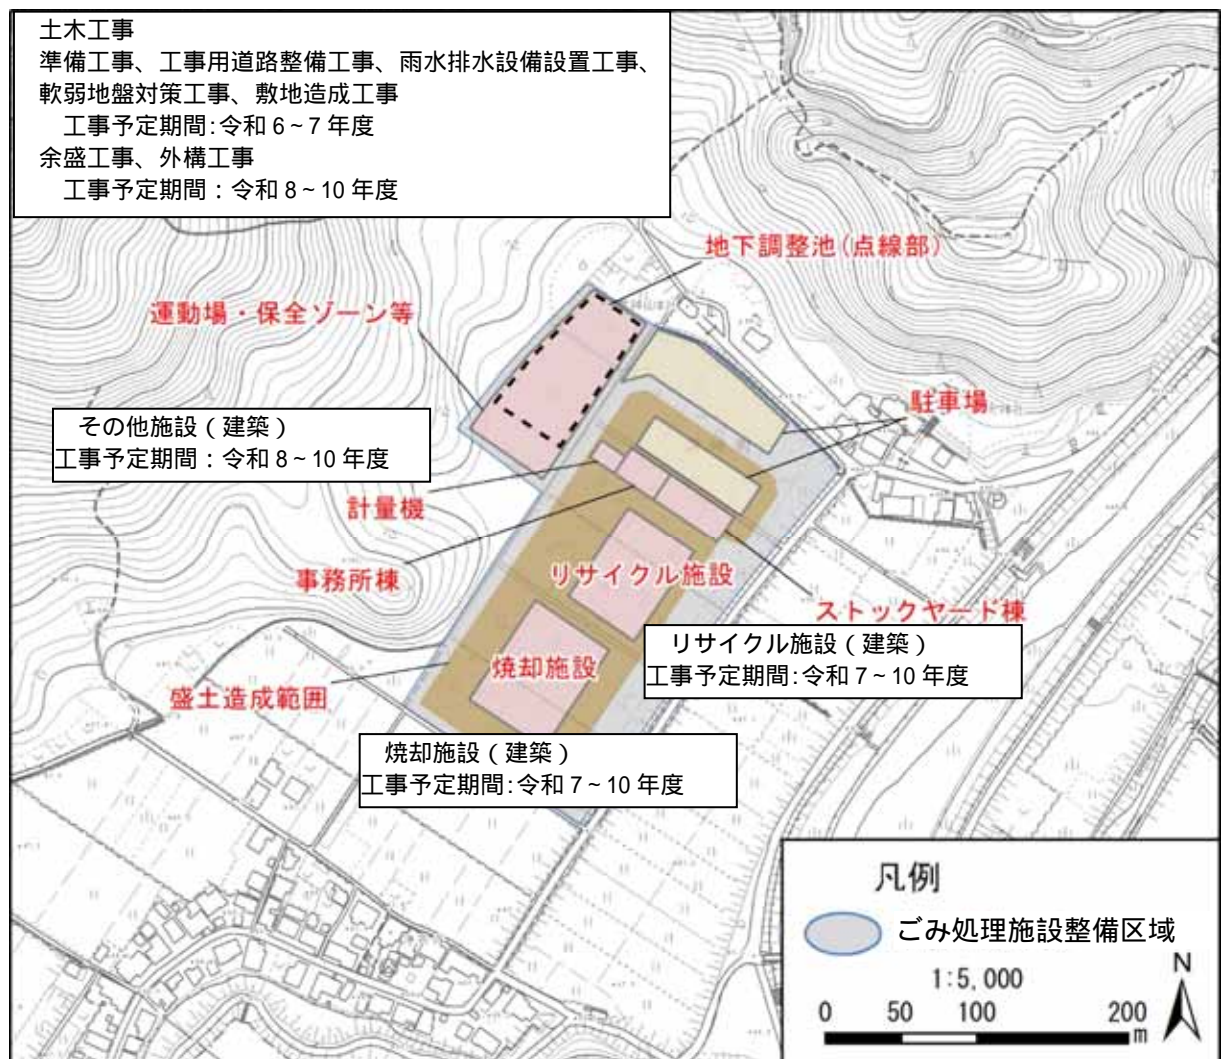 土木工事
準備工事、工事用道路整備工事、雨水排水設備設置工事、
軟弱地盤対策工事、敷地造成工事
工事予定期間:令和 6~7 年度
余盛工事、外構工事
工事予定期間：令和 8~10 年度
地下調整池(点線部)
運動場・保全ゾーン等
駐車場
その他施設（建築）
工事予定期間：令和 8~10 年度
計量機
事務所棟
リサイクル施設
ストックヤード棟
リサイクル施設（建築）
工事予定期間:令和 7~10 年度
焼却施設
盛土造成範囲
焼却施設（建築）
工事予定期間:令和 7~10 年度
凡例
ごみ処理施設整備区域
1:5,000
N
0 50 100 200
m